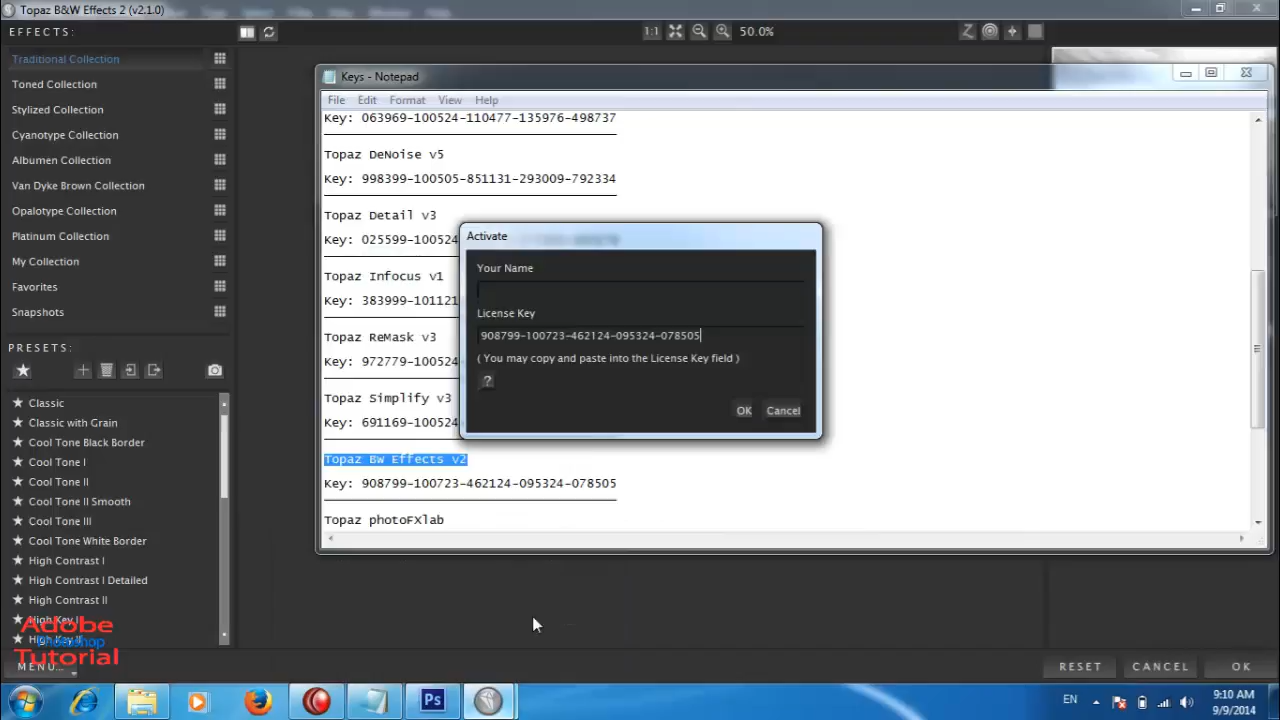 Topaz B&W Effects 2 (v2.1.0)
EFFECTS:
1:1
50.0%
Traditional Collection
Toned Collection
Stylized Collection
Cyanotype Collection
Albumen Collection
Van Dyke Brown Collection
Opalotype Collection
Platinum Collection
My Collection
Favorites
Snapshots
PRESETS:
Classic
Classic with Grain
Cool Tone Black Border
Cool Tone I
Cool Tone II
Cool Tone II Smooth
Cool Tone III
Cool Tone White Border
High Contrast I
High Contrast I Detailed
High Contrast II
High Key
High Key
Adobe
Photoshop
Tutorial
MENU...
Keys - Notepad
File Edit Format View Help
Key: 063969-100524-110477-135976-498737
Topaz DeNoise v5
Key: 998399-100505-851131-293009-792334
Topaz Detail v3
Key: 025599-100524
Topaz Infocus v1
Key: 383999-101121
Topaz ReMask v3
Key: 972779-100524
Topaz Simplify v3
Key: 691169-100524
Topaz BW Effects v2
Key: 908799-100723-462124-095324-078505
Topaz photoFXlab
Activate
Your Name
License Key
908799-100723-462124-095324-078505
( You may copy and paste into the License Key field )
?
OK Cancel
RESET CANCEL OK
Ps
EN
9:10 AM
9/9/2014